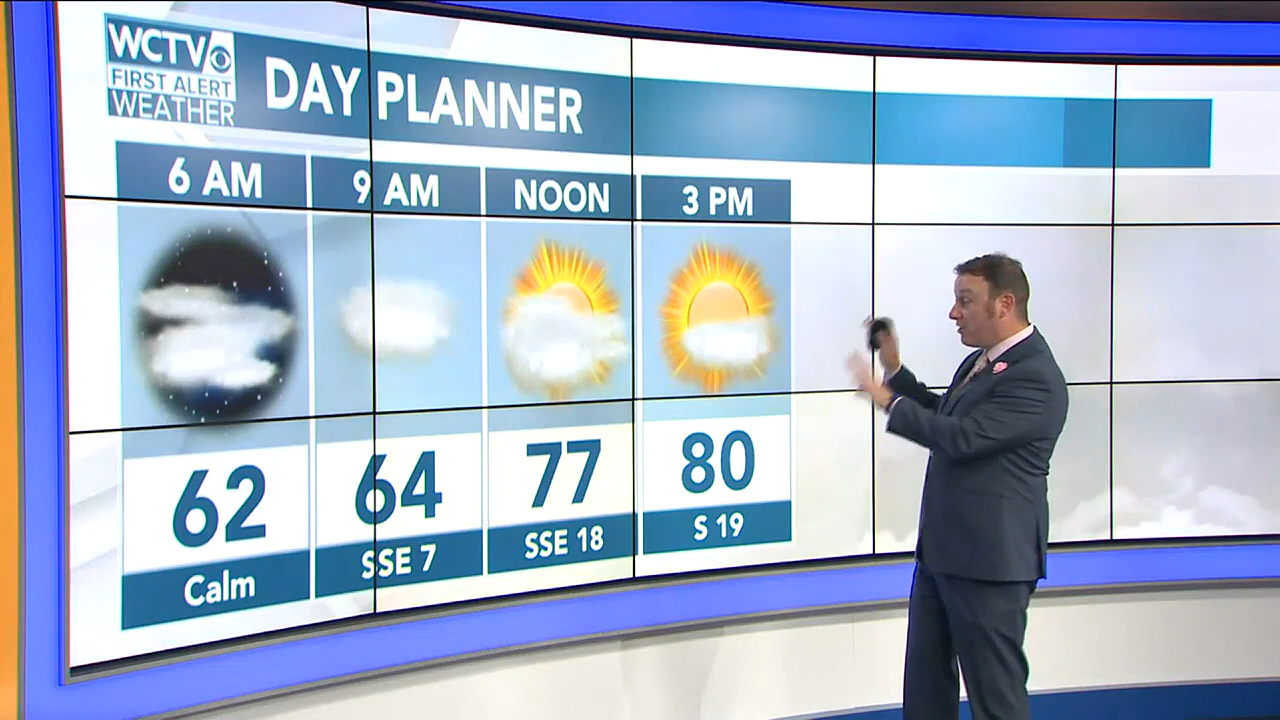 WCTV
FIRST ALERT
WEATHER
DAY PLANNER
6 AM
9 AM
NOON
3 PM
62
64
77
80
Calm
SSE 7
SSE 18
S 19